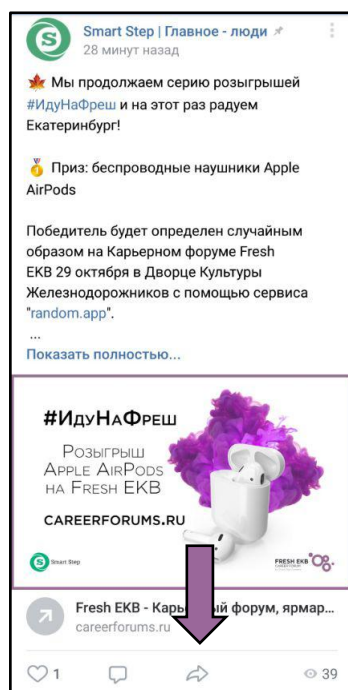 Smart Step | Главное - люди
28 минут назад
Мы продолжаем серию розыгрышей
#ИдуНаФреш и на этот раз радуем
Екатеринбург!
Приз: беспроводные наушники Apple
AirPods
Победитель будет определен случайным
образом на Карьерном форуме Fresh
EKB 29 октября в Дворце Культуры
Железнодорожников с помощью сервиса
"random.app".
...
Показать полностью...
#ИдуНаФреш
Розыгрыш
Apple AirPods
на Fresh EKB
CAREERFORUMS.RU
Smart Step
FRESH EKB
Fresh EKB - Карьерный форум, ярмар...
careerforums.ru
1
39